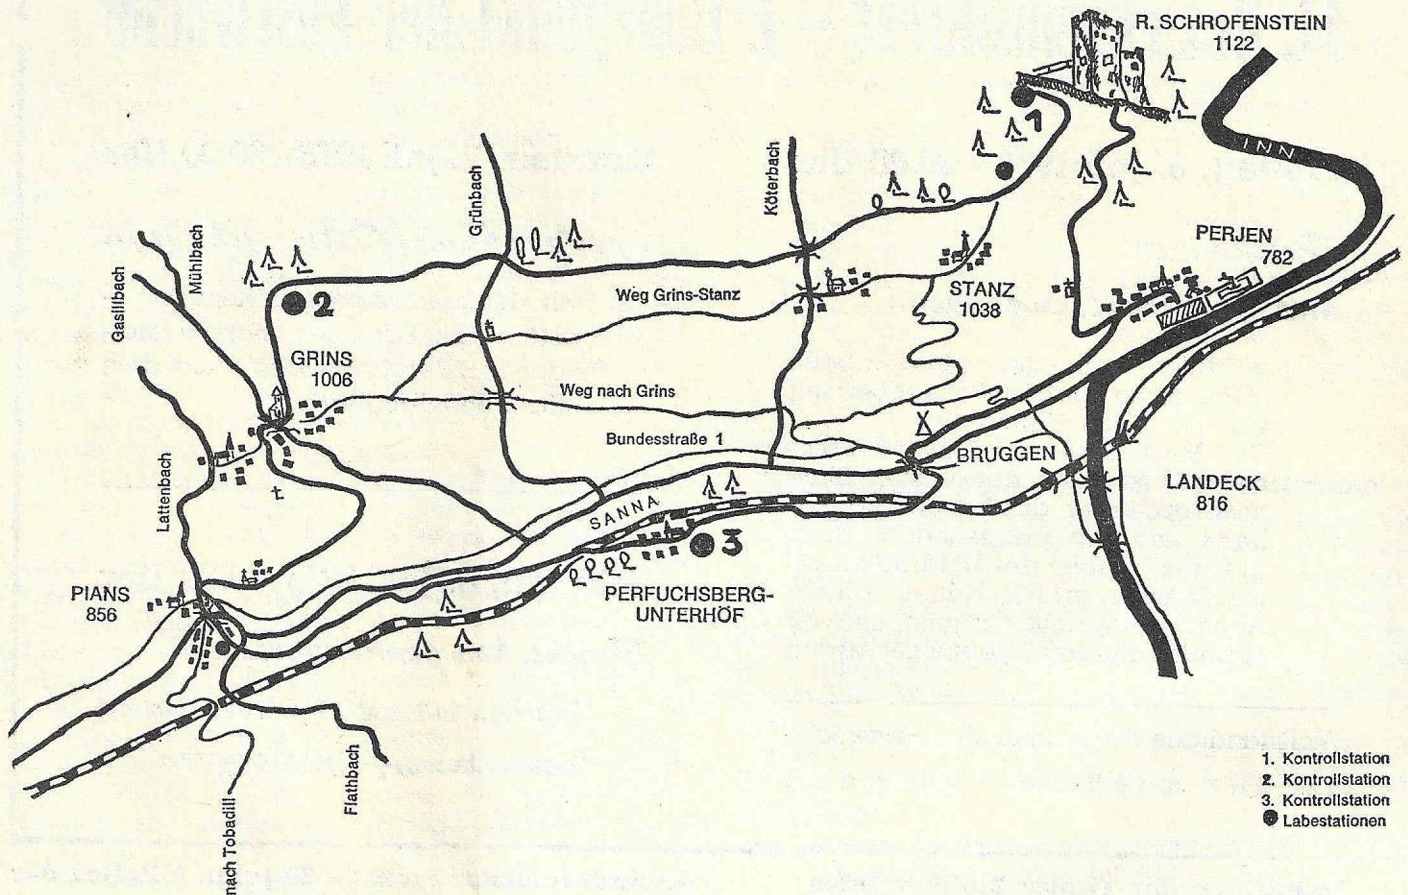 R. SCHROFENSTEIN
1122
INN
1
PERJEN
782
Grünbach
Köterbach
Mühlbach
Gasillbach
2
Weg Grins-Stanz
STANZ
1038
GRINS
1006
Weg nach Grins
Bundesstraße 1
BRUGGEN
LANDECK
816
Lattenbach
SANNA
3
PERFUCHSBERG-
UNTERHÖF
PIANS
856
Flathbach
nach Tobadill
1. Kontrollstation
2. Kontrollstation
3. Kontrollstation
Labestationen